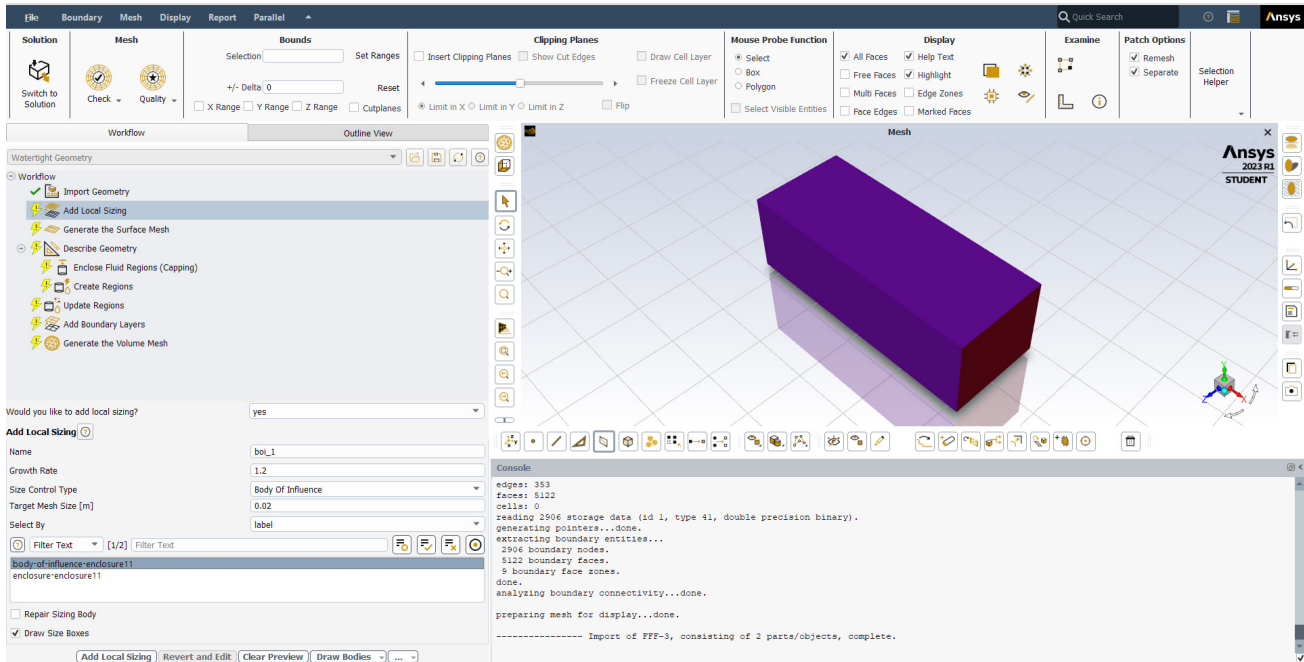 File Boundary Mesh Display Report Parallel Quick Search Ansys
Solution Mesh Bounds Clipping Planes Mouse Probe Function Display Examine Patch Options
Selection Set Ranges Insert Clipping Planes Show Cut Edges Draw Cell Layer Select All Faces Help Text Remesh
Box Free Faces Highlight Separate
Switch to Solution Check Quality +/- Delta 0 Reset Freeze Cell Layer Polygon Multi Faces Edge Zones Selection Helper
X Range Y Range Z Range Cutplanes Limit in X Limit in Y Limit in Z Flip Select Visible Entities Face Edges Marked Faces
Workflow Outline View Mesh
Watertight Geometry
Workflow
Import Geometry
Add Local Sizing
Generate the Surface Mesh
Describe Geometry
Enclose Fluid Regions (Capping)
Create Regions
Update Regions
Add Boundary Layers
Generate the Volume Mesh
Ansys
2023 R1
STUDENT
Y
Z X
Would you like to add local sizing? yes
Add Local Sizing
Name boi_1
Growth Rate 1.2
Size Control Type Body Of Influence
Target Mesh Size [m] 0.02
Select By label
Filter Text [1/2] Filter Text
body-of-influence-enclosure11
enclosure-enclosure11
Repair Sizing Body
Draw Size Boxes
Add Local Sizing Revert and Edit Clear Preview Draw Bodies ...
Console
edges: 353
faces: 5122
cells: 0
reading 2906 storage data (id 1, type 41, double precision binary).
generating pointers...done.
extracting boundary entities...
2906 boundary nodes.
5122 boundary faces.
9 boundary face zones.
done.
analyzing boundary connectivity...done.
preparing mesh for display...done.
---------------- Import of FFF-3, consisting of 2 parts/objects, complete.